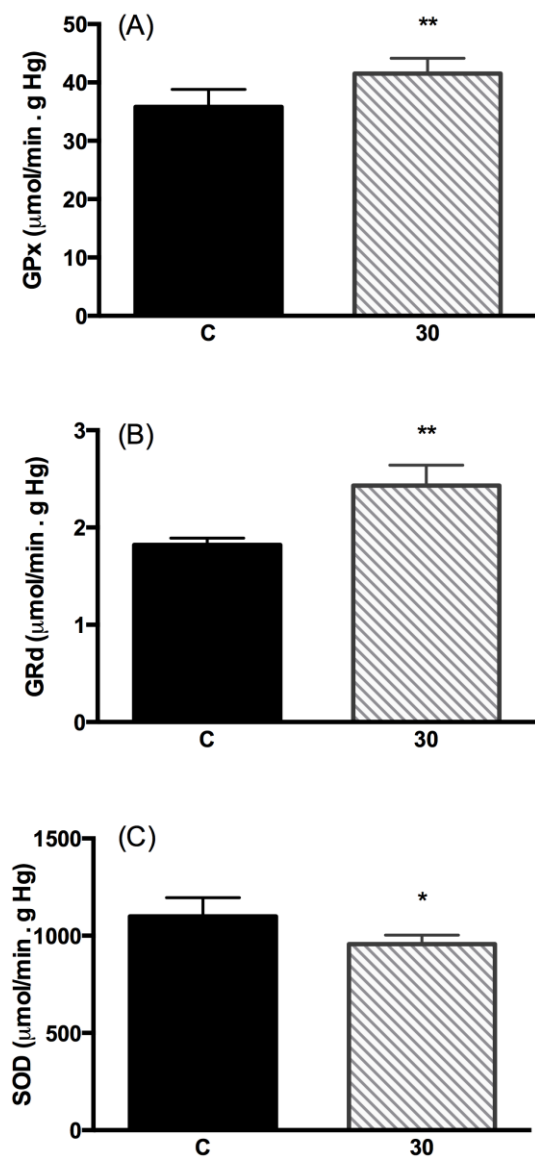 (A)
**
50
40
30
20
10
0
GPx (μmol/min . g Hg)
C 30
(B)
**
3
2
1
0
GRd (μmol/min . g Hg)
C 30
(C)
*
1500
1000
500
0
SOD (μmol/min . g Hg)
C 30